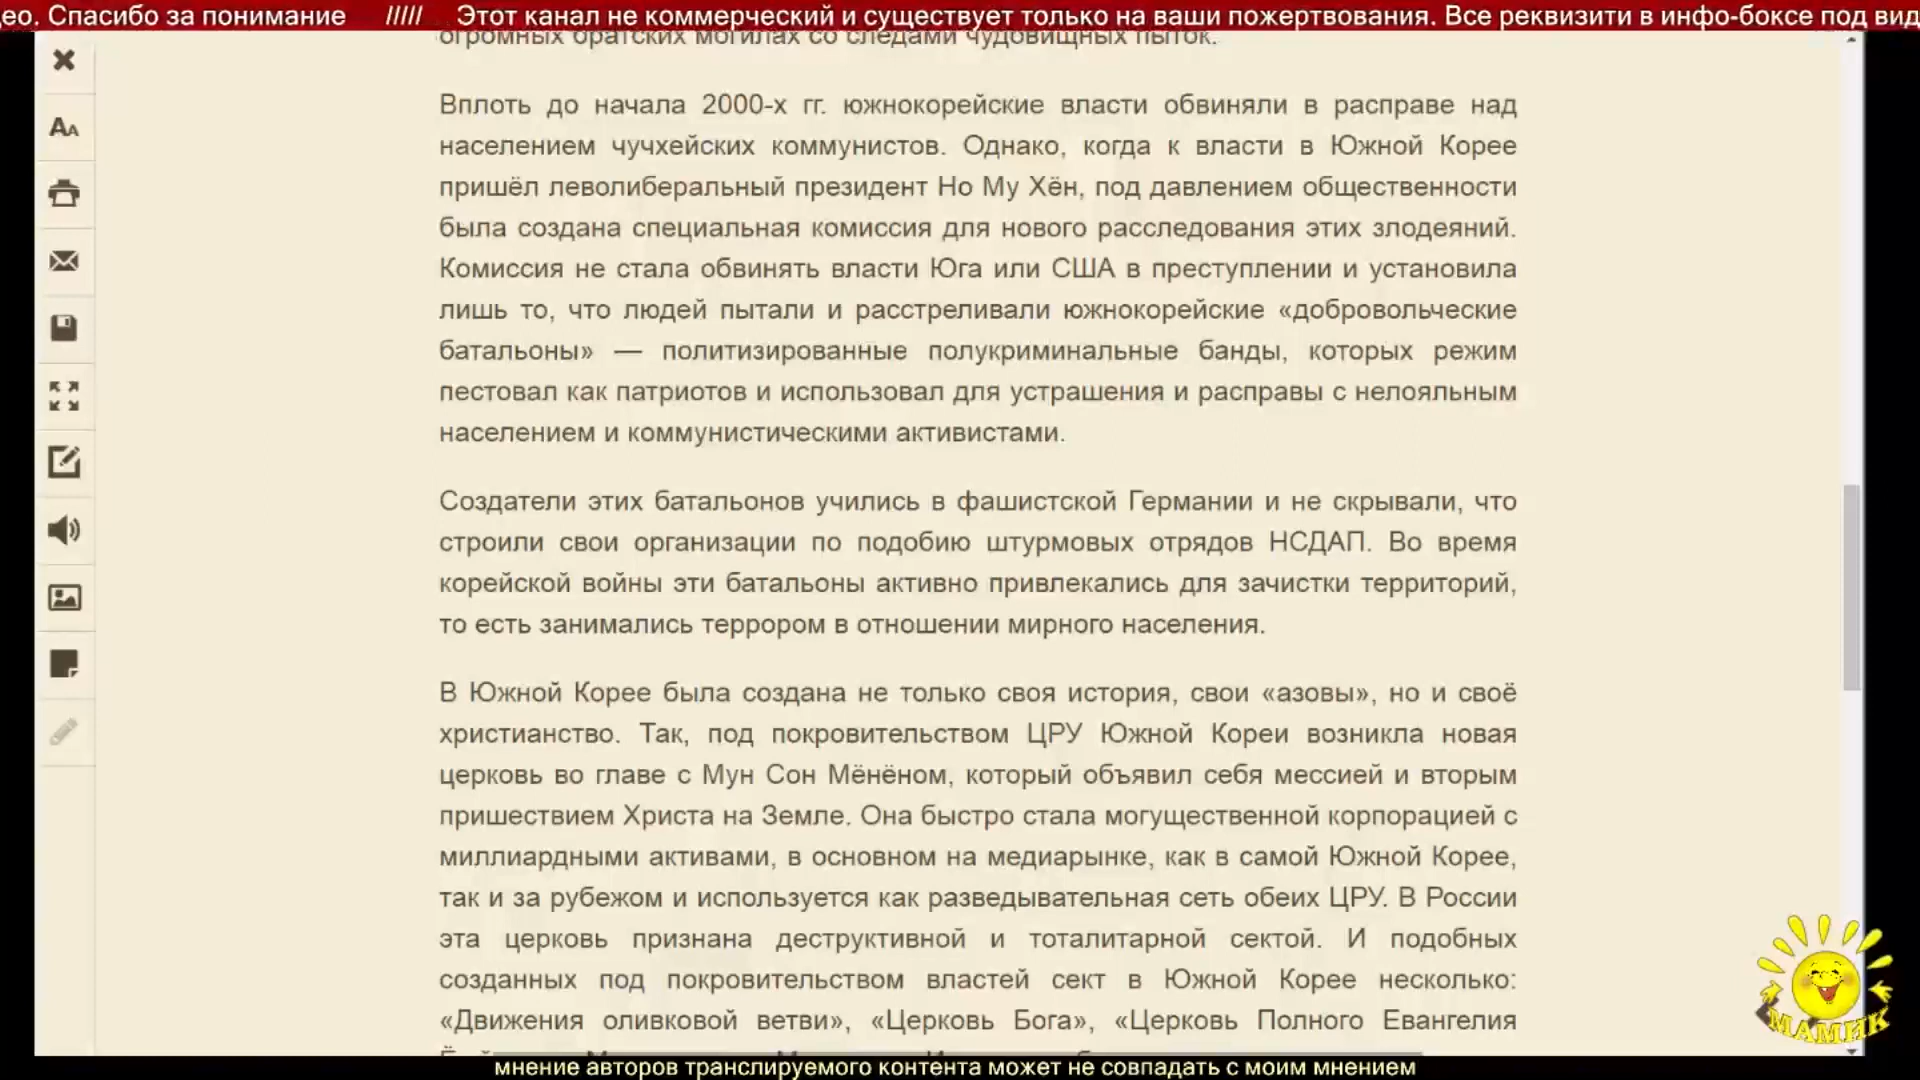 ео. Спасибо за понимание ///// Этот канал не коммерческий и существует только на ваши пожертвования. Все реквизити в инфо-боксе под вид
огромных братских могилах со следами чудовищных пыток.
Вплоть до начала 2000-х гг. южнокорейские власти обвиняли в расправе над
населением чучхейских коммунистов. Однако, когда к власти в Южной Корее
пришёл леволиберальный президент Но Му Хён, под давлением общественности
была создана специальная комиссия для нового расследования этих злодеяний.
Комиссия не стала обвинять власти Юга или США в преступлении и установила
лишь то, что людей пытали и расстреливали южнокорейские «добровольческие
батальоны» — политизированные полукриминальные банды, которых режим
пестовал как патриотов и использовал для устрашения и расправы с нелояльным
населением и коммунистическими активистами.
Создатели этих батальонов учились в фашистской Германии и не скрывали, что
строили свои организации по подобию штурмовых отрядов НСДАП. Во время
корейской войны эти батальоны активно привлекались для зачистки территорий,
то есть занимались террором в отношении мирного населения.
В Южной Корее была создана не только своя история, свои «азовы», но и своё
христианство. Так, под покровительством ЦРУ Южной Кореи возникла новая
церковь во главе с Мун Сон Мёнёном, который объявил себя мессией и вторым
пришествием Христа на Земле. Она быстро стала могущественной корпорацией с
миллиардными активами, в основном на медиарынке, как в самой Южной Корее,
так и за рубежом и используется как разведывательная сеть обеих ЦРУ. В России
эта церковь признана деструктивной и тоталитарной сектой. И подобных
созданных под покровительством властей сект в Южной Корее несколько:
«Движения оливковой ветви», «Церковь Бога», «Церковь Полного Евангелия
МАМИК
мнение авторов транслируемого контента может не совпадать с моим мнением